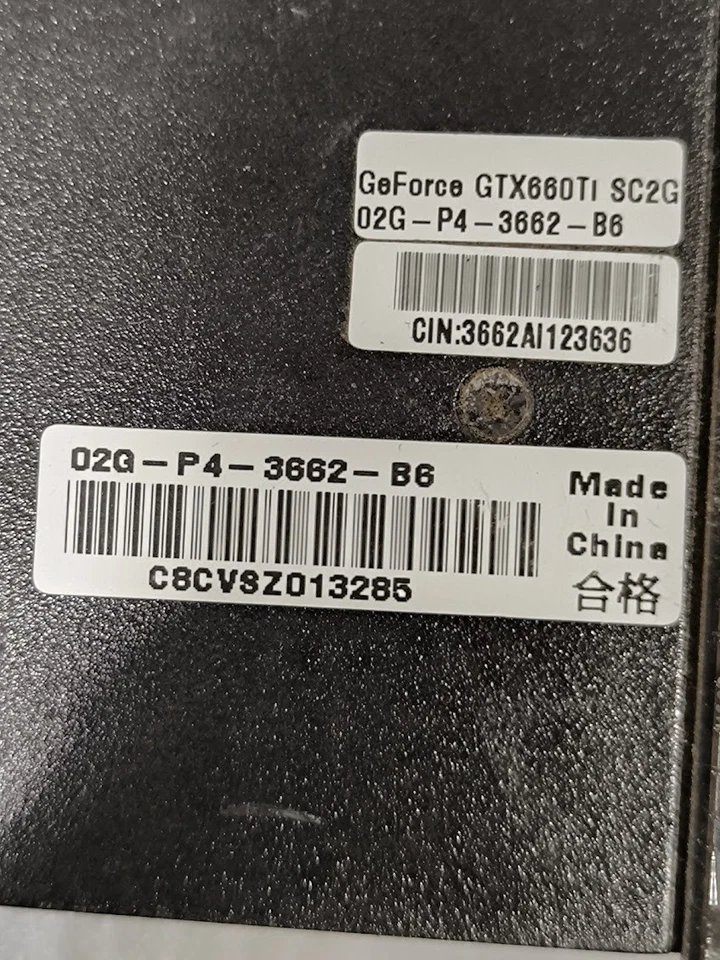 GeForce GTX660Ti SC2G
02G-P4-3662-B6
CIN:3662AI123636
02G-P4-3662-B6
C8CVSZ013285
Made
In
China
合格